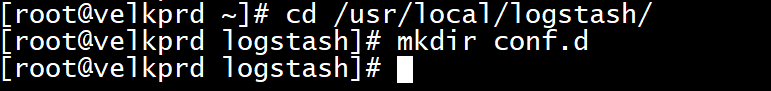 [root@velkprd ~]# cd /usr/local/logstash/
[root@velkprd logstash]# mkdir conf.d
[root@velkprd logstash]#